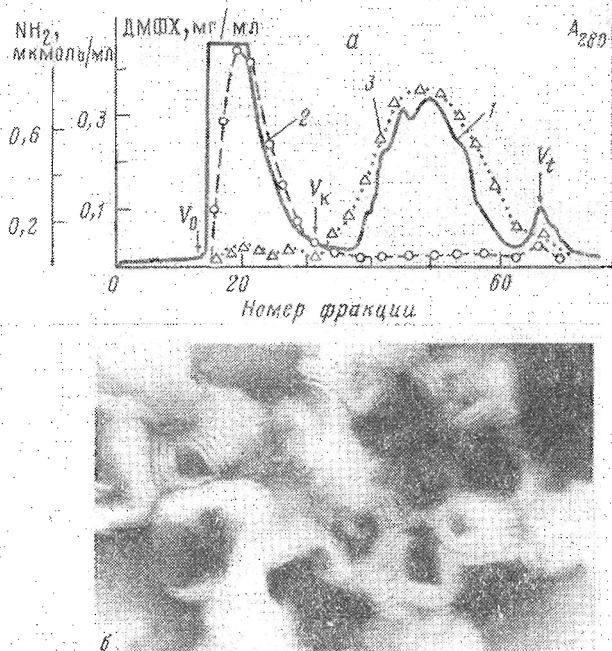 NH₂, ДМФХ, мг/мл а A₂₈₀
мкмоль/мл
3 1
0,6 0,3 2
Vₖ Vₜ
0,2 0,1 V₀
0 20 60
Номер фракции
б